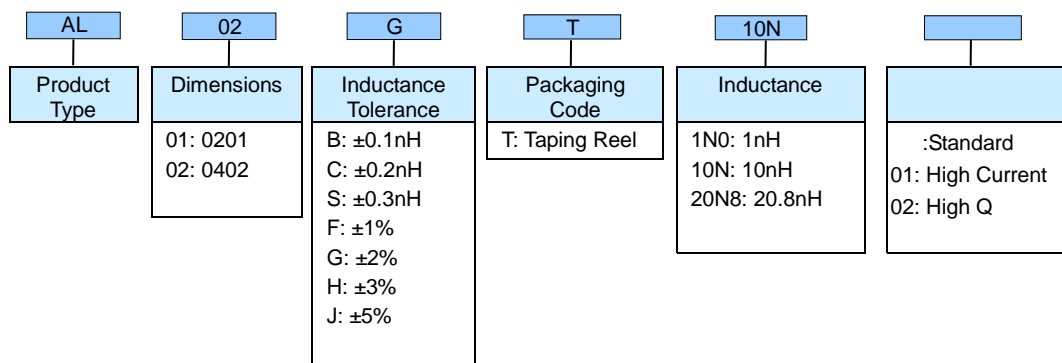 AL
02
G
T
10N
Product
Type
Dimensions
01: 0201
02: 0402
Inductance
Tolerance
B: ±0.1nH
C: ±0.2nH
S: ±0.3nH
F: ±1%
G: ±2%
H: ±3%
J: ±5%
Packaging
Code
T: Taping Reel
Inductance
1N0: 1nH
10N: 10nH
20N8: 20.8nH
:Standard
01: High Current
02: High Q